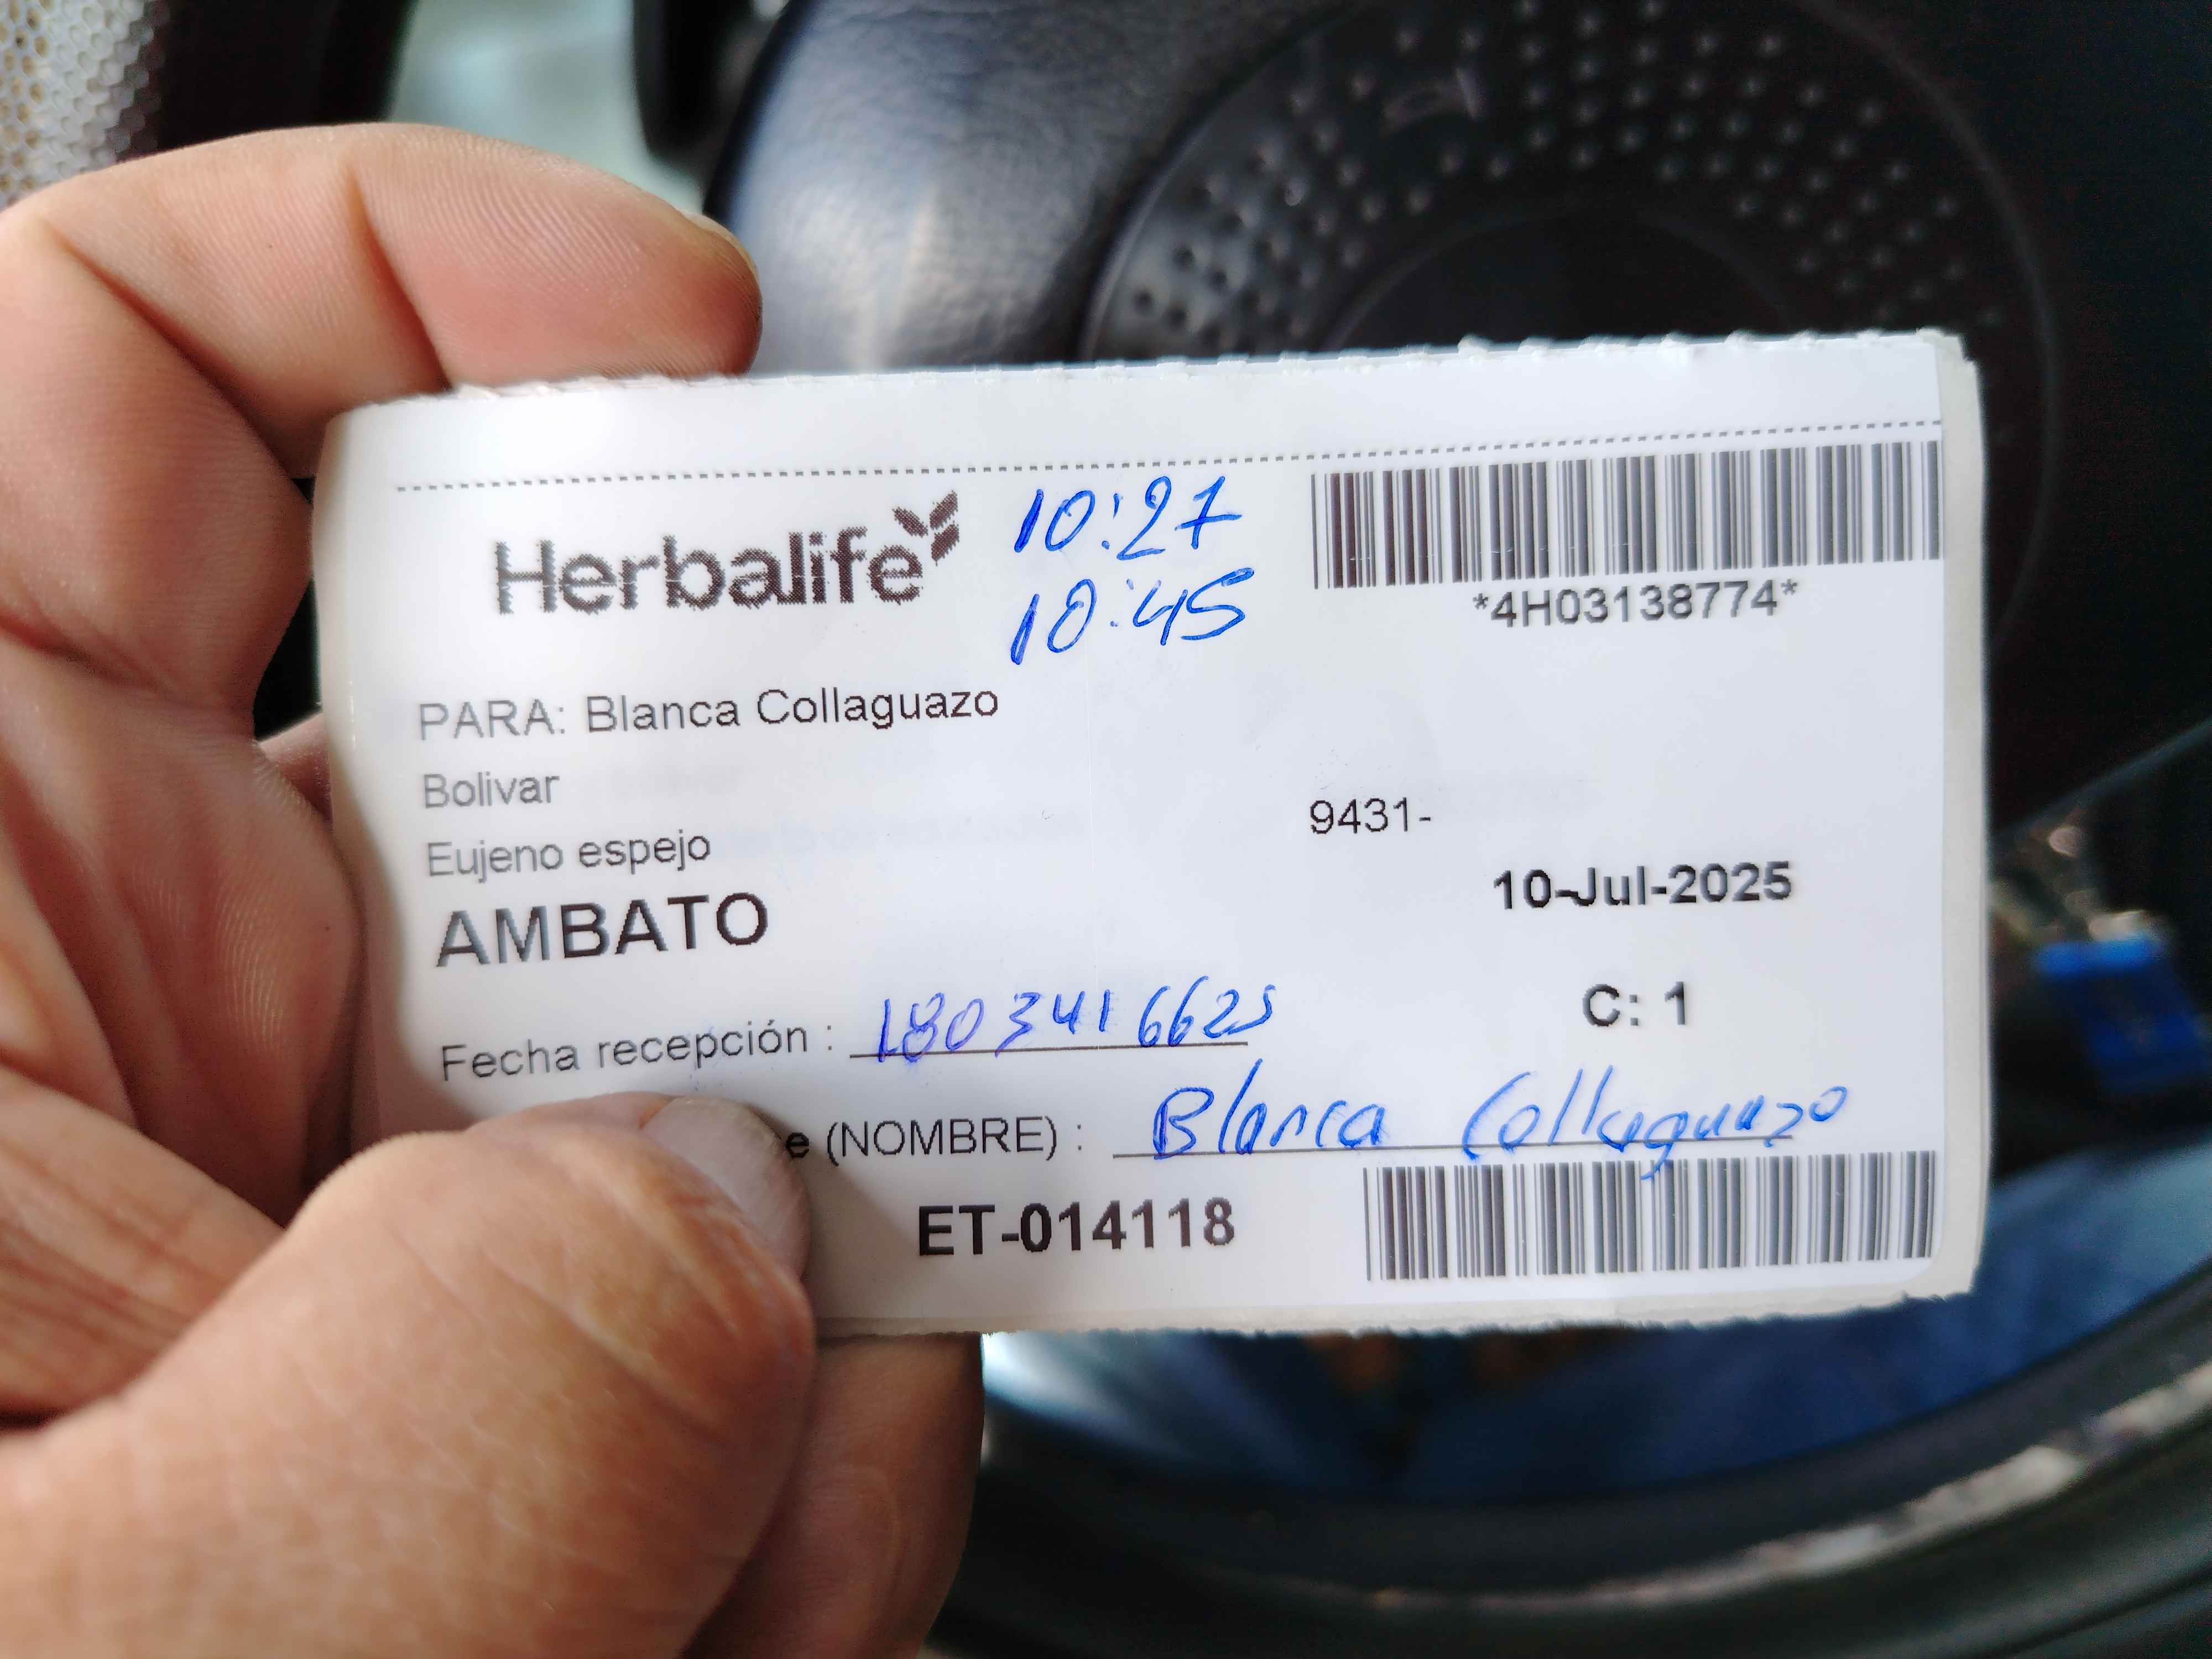 Herbalife
10:27
10:45
*4H03138774*
PARA: Blanca Collaguazo
Bolivar
Eujeno espejo
9431-
AMBATO
10-Jul-2025
Fecha recepción : 1803416625
C: 1
e (NOMBRE) : Blanca Collaguazo
ET-014118